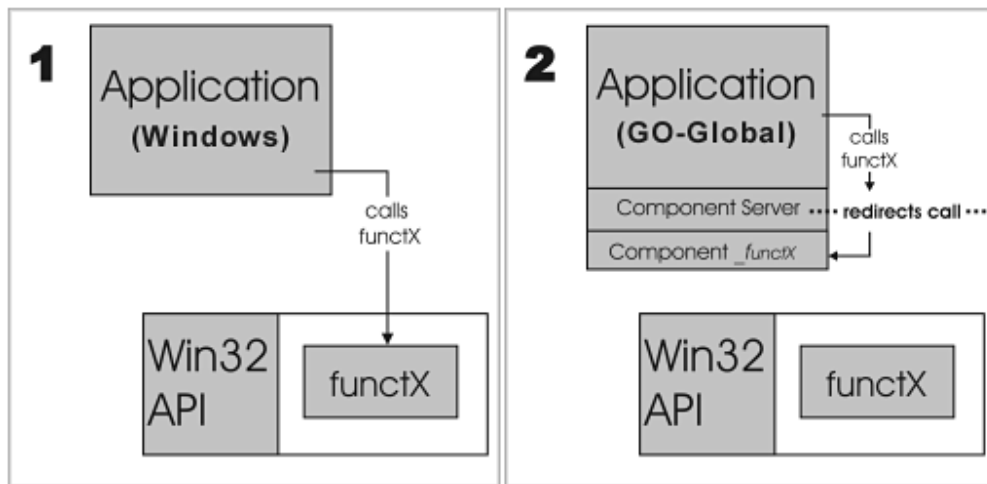 1
Application
(Windows)
calls
functX
Win32
API
functX
2
Application
(GO-Global)
calls
functX
Component Server
redirects call
Component _functX
Win32
API
functX